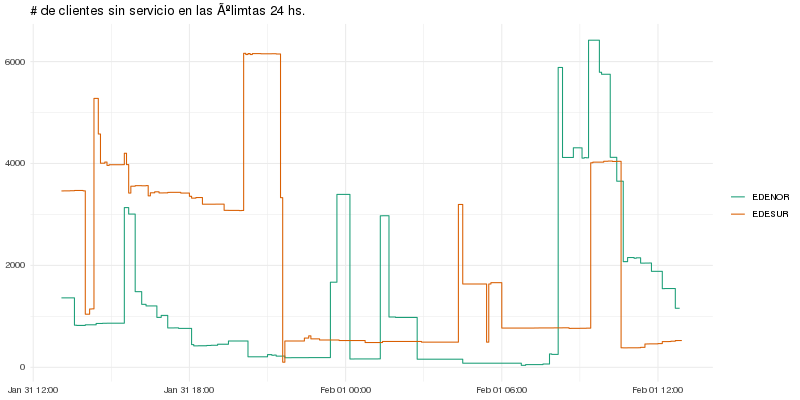 # de clientes sin servicio en las Ãºlimtas 24 hs.
6000
4000
2000
0
Jan 31 12:00
Jan 31 18:00
Feb 01 00:00
Feb 01 06:00
Feb 01 12:00
EDENOR
EDESUR